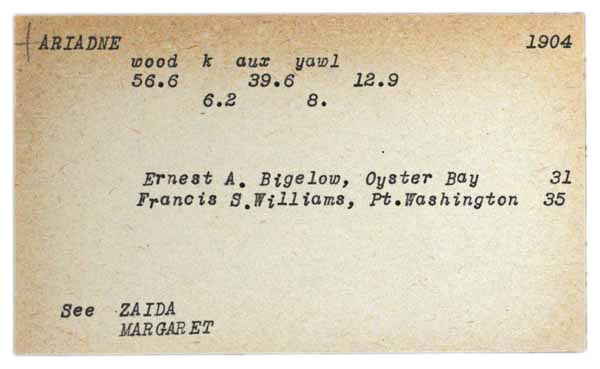 ARIADNE 1904
wood k aux yawl
56.6 39.6 12.9
6.2 8.
Ernest A. Bigelow, Oyster Bay 31
Francis S.Williams, Pt.Washington 35
See ZAIDA
MARGARET